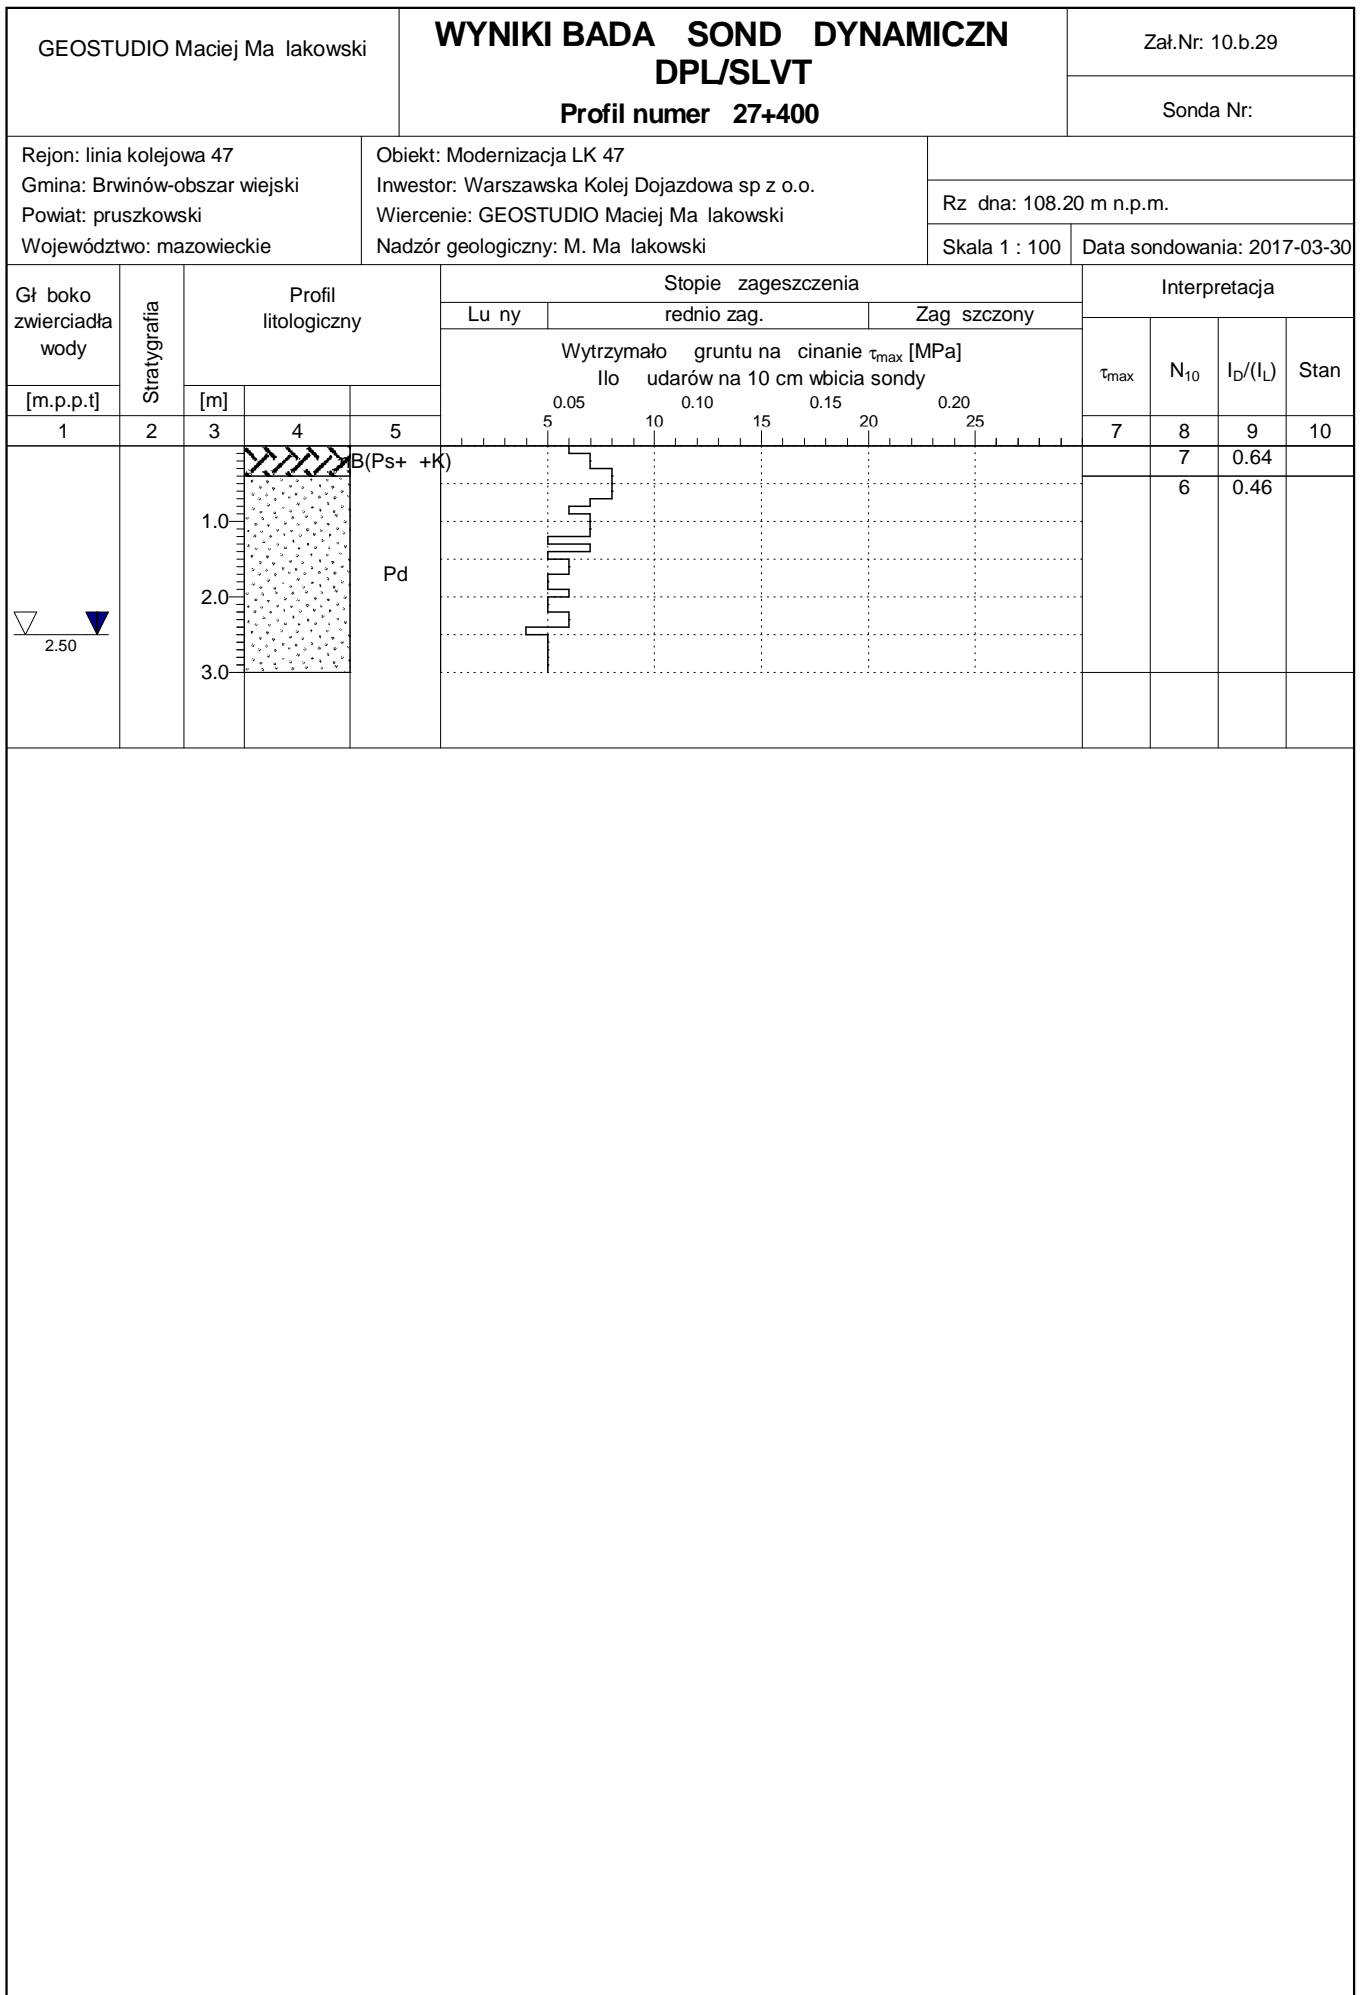 GEOSTUDIO Maciej Ma lakowski
WYNIKI BADA SOND DYNAMICZN
DPL/SLVT
Profil numer 27+400
Zał.Nr: 10.b.29
Sonda Nr:
Rejon: linia kolejowa 47
Gmina: Brwinów-obszar wiejski
Powiat: pruszkowski
Województwo: mazowieckie
Obiekt: Modernizacja LK 47
Inwestor: Warszawska Kolej Dojazdowa sp z o.o.
Wiercenie: GEOSTUDIO Maciej Ma lakowski
Nadzór geologiczny: M. Ma lakowski
Rz dna: 108.20 m n.p.m.
Skala 1 : 100
Data sondowania: 2017-03-30
Gł boko
zwierciadła
wody
[m.p.p.t]
Stratygrafia
Profil
litologiczny
[m]
Stopie zageszczenia
Lu ny
rednio zag.
Zag szczony
Wytrzymało gruntu na cinanie τmax [MPa]
Ilo udarów na 10 cm wbicia sondy
0.05 0.10 0.15 0.20
5 10 15 20 25
Interpretacja
τmax
N10
ID/(IL)
Stan
1 2 3 4 5 7 8 9 10
B(Ps+ +K)
7 0.64
6 0.46
1.0
Pd
2.0
2.50
3.0